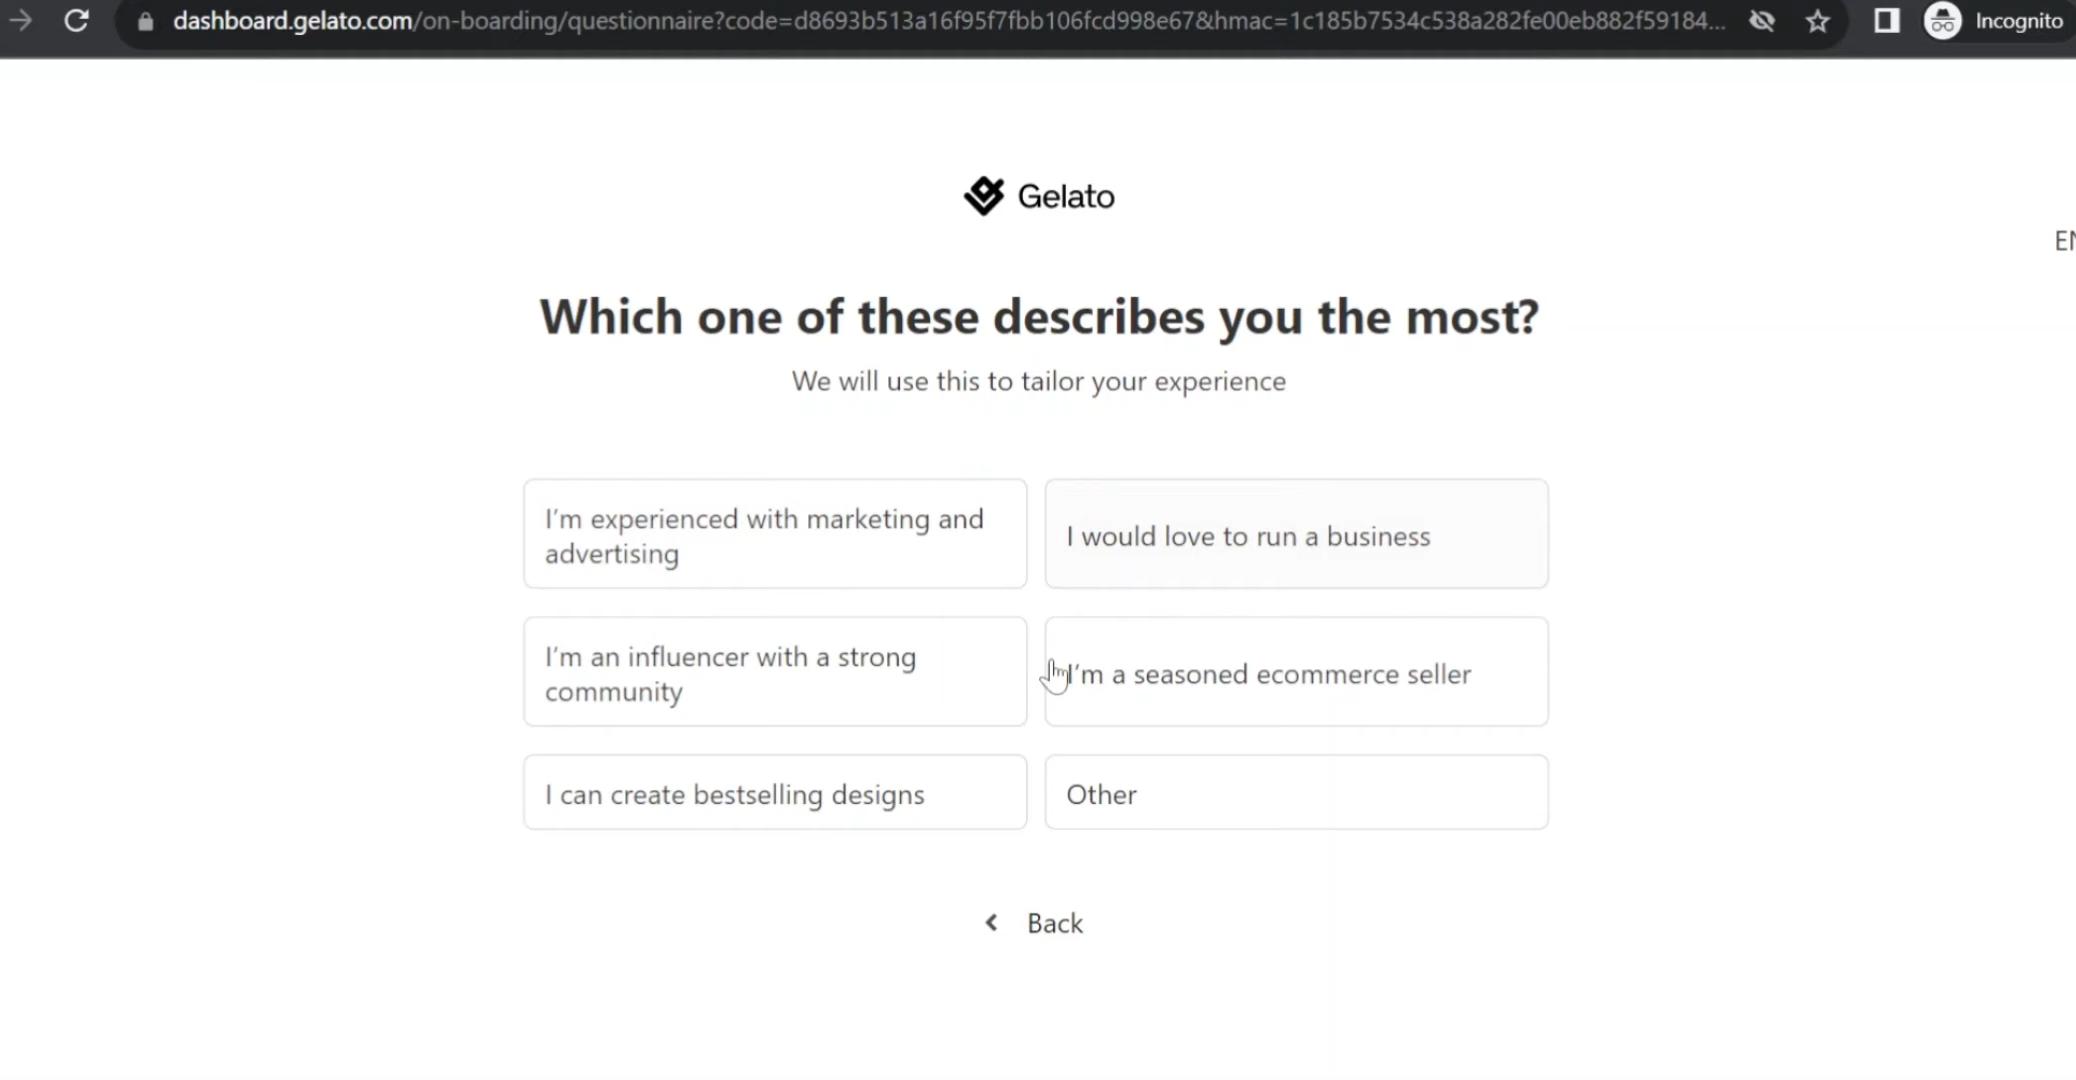 dashboard.gelato.com/on-boarding/questionnaire?code=d8693b513a16f95f7fbb106fcd998e67&hmac=1c185b7534c538a282fe00eb882f59184...
Incognito
Gelato
EN
Which one of these describes you the most?
We will use this to tailor your experience
I'm experienced with marketing and
advertising
I would love to run a business
I'm an influencer with a strong
community
I'm a seasoned ecommerce seller
I can create bestselling designs
Other
Back